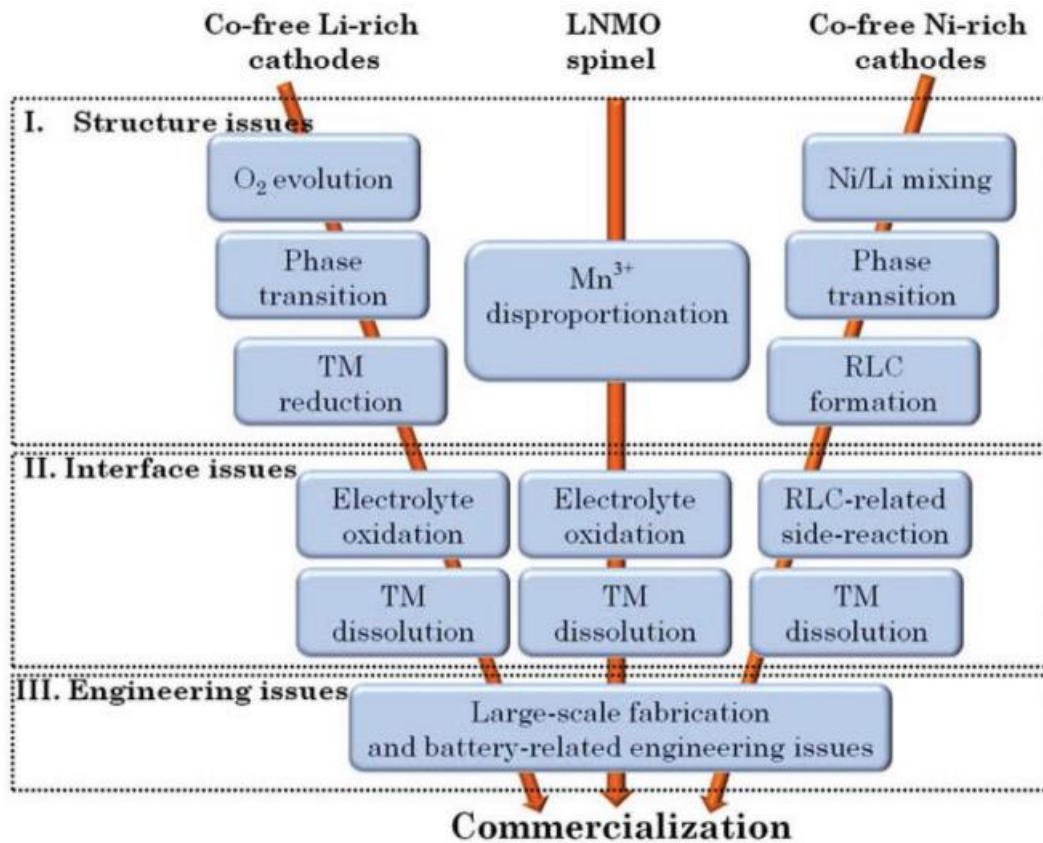 Co-free Li-rich
cathodes
LNMO
spinel
Co-free Ni-rich
cathodes
I. Structure issues
O₂ evolution
Ni/Li mixing
Phase
transition
Mn³⁺
disproportionation
Phase
transition
TM
reduction
RLC
formation
II. Interface issues
Electrolyte
oxidation
Electrolyte
oxidation
RLC-related
side-reaction
TM
dissolution
TM
dissolution
TM
dissolution
III. Engineering issues
Large-scale fabrication
and battery-related engineering issues
Commercialization